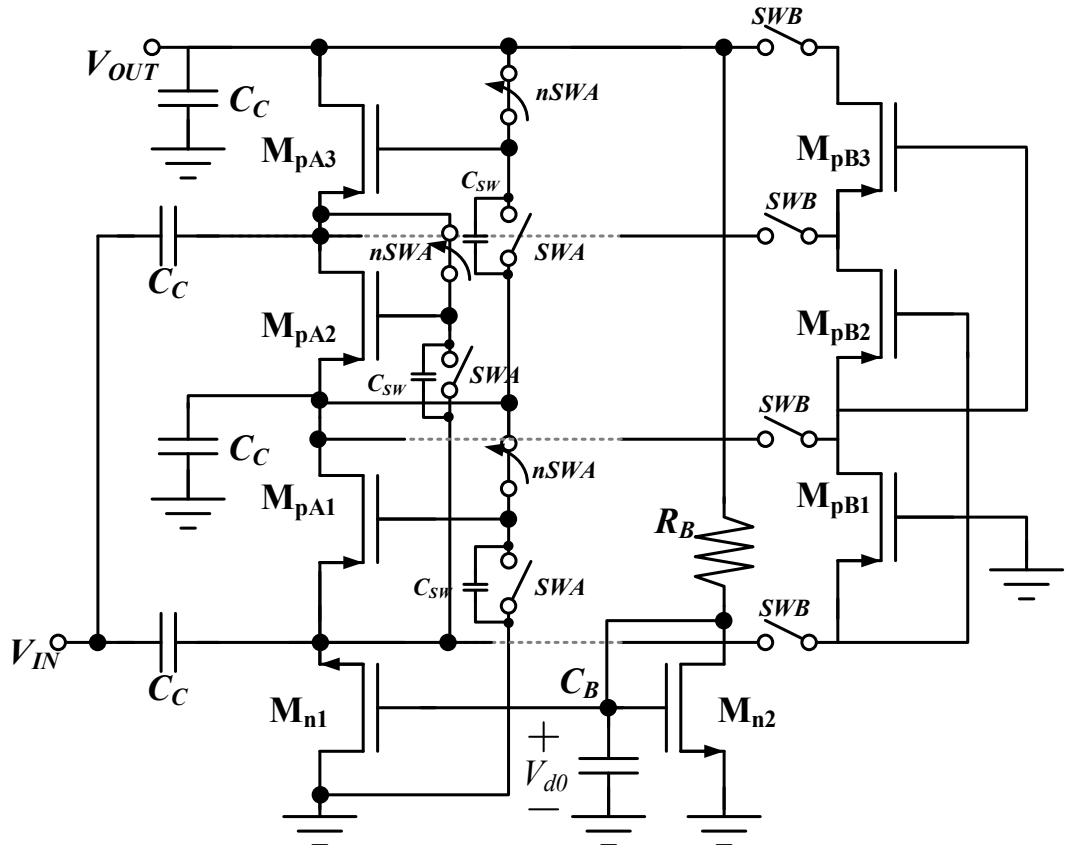 SWB
V_OUT
nSWA
C_C
M_pA3
M_pB3
C_SW
SWB
nSWA
SWA
C_C
M_pA2
M_pB2
C_SW
SWA
SWB
C_C
nSWA
M_pA1
R_B
M_pB1
C_SW
SWA
SWB
V_IN
C_C
C_B
M_n1
M_n2
+
V_d0
−